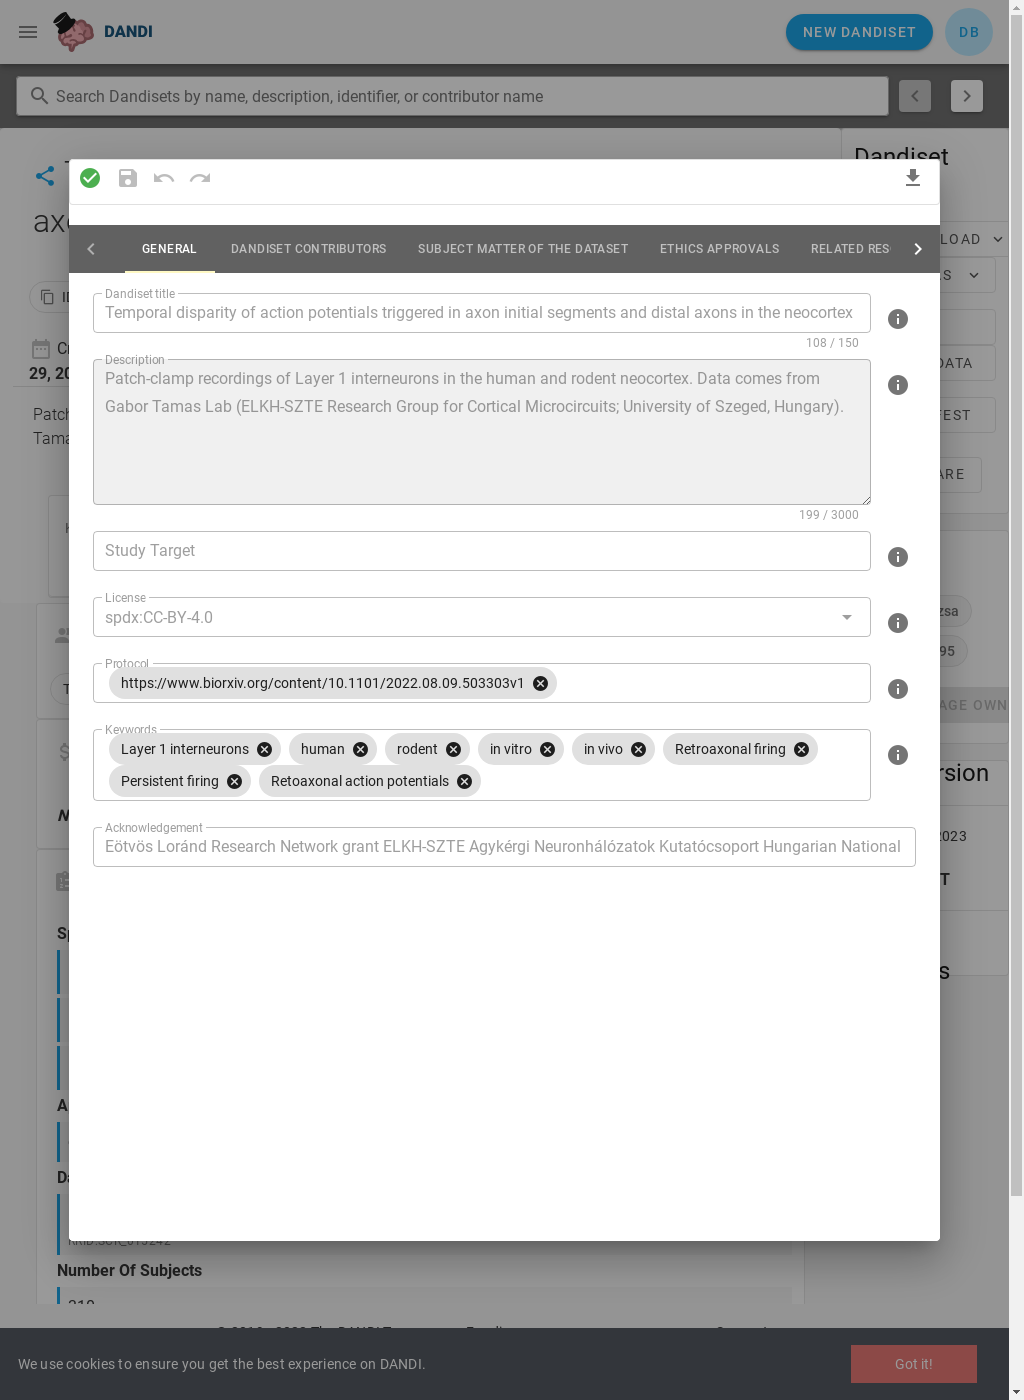 DANDI
NEW DANDISET
DB
Search Dandisets by name, description, identifier, or contributor name
Dandiset
GENERAL
DANDISET CONTRIBUTORS
SUBJECT MATTER OF THE DATASET
ETHICS APPROVALS
RELATED RES
Dandiset title
Temporal disparity of action potentials triggered in axon initial segments and distal axons in the neocortex
108 / 150
Description
Patch-clamp recordings of Layer 1 interneurons in the human and rodent neocortex. Data comes from
Gabor Tamas Lab (ELKH-SZTE Research Group for Cortical Microcircuits; University of Szeged, Hungary).
199 / 3000
Study Target
License
spdx:CC-BY-4.0
Protocol
https://www.biorxiv.org/content/10.1101/2022.08.09.503303v1
Keywords
Layer 1 interneurons
human
rodent
in vitro
in vivo
Retroaxonal firing
Persistent firing
Retoaxonal action potentials
Acknowledgement
Eötvös Loránd Research Network grant ELKH-SZTE Agykérgi Neuronhálózatok Kutatócsoport Hungarian National
29, 20
Patch
Tama
LOAD
DATA
zsa
95
AGE OWN
rsion
2023
Number Of Subjects
We use cookies to ensure you get the best experience on DANDI.
Got it!